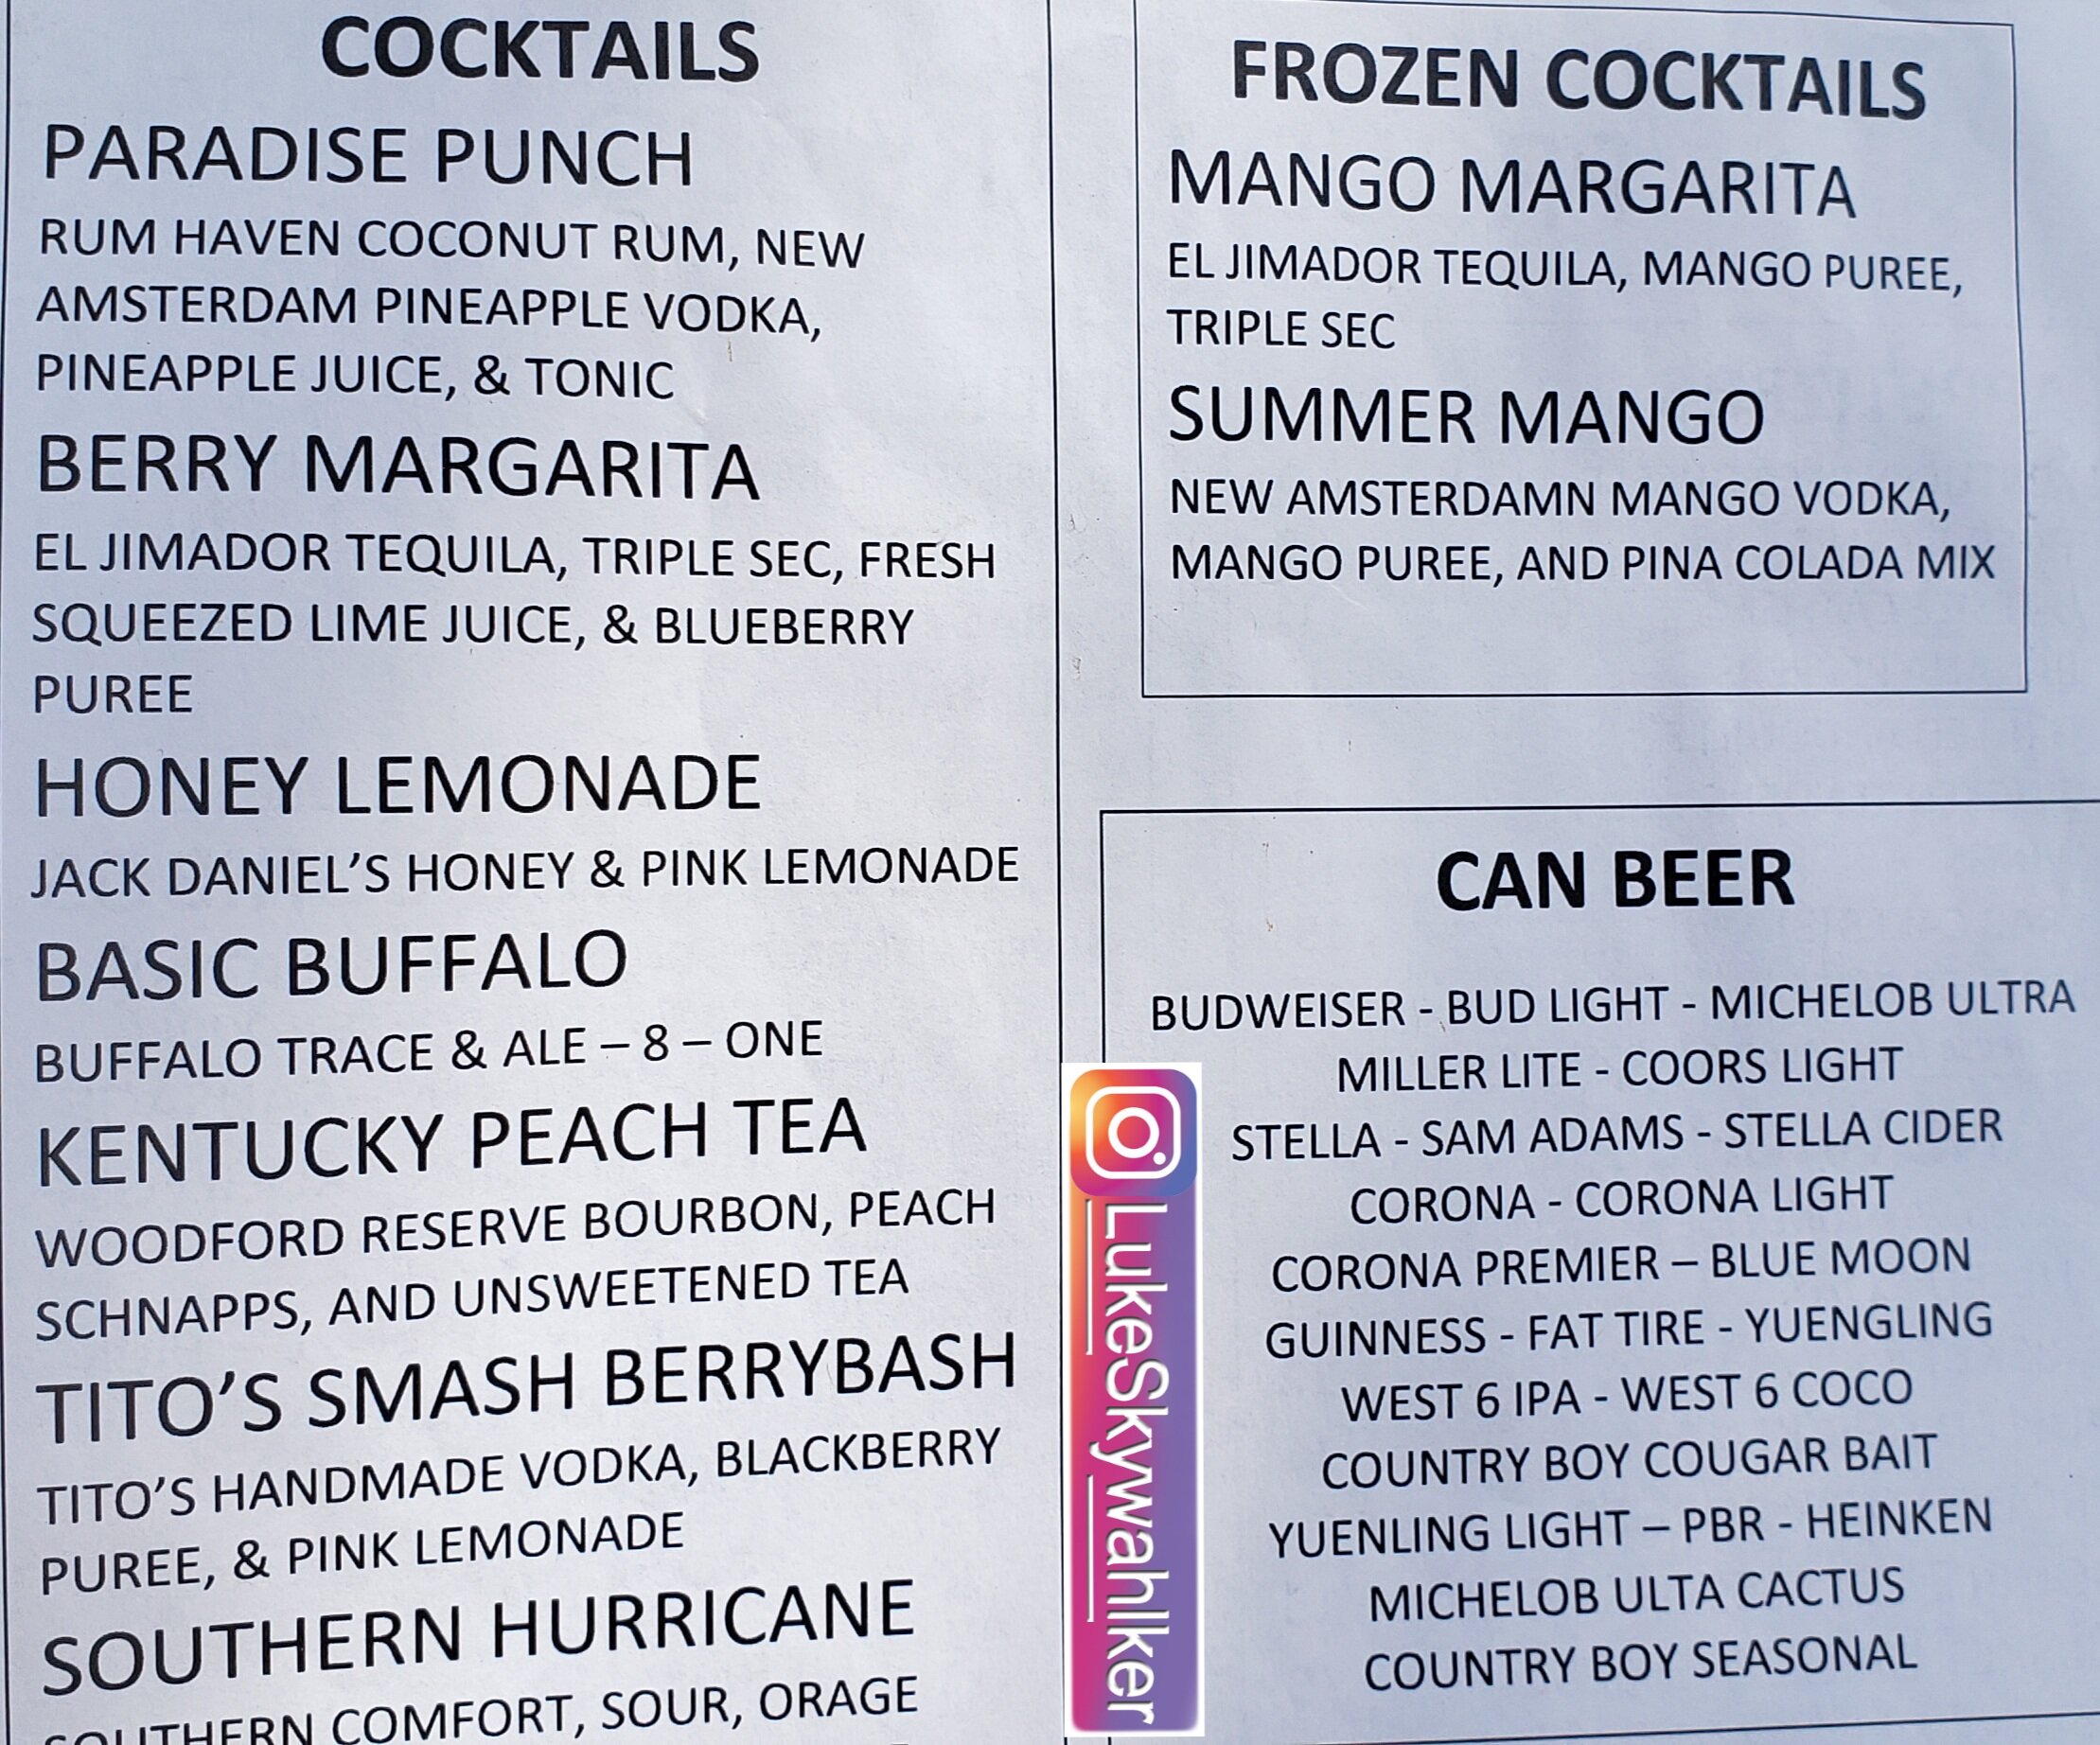 COCKTAILS
PARADISE PUNCH
RUM HAVEN COCONUT RUM, NEW
AMSTERDAM PINEAPPLE VODKA,
PINEAPPLE JUICE, & TONIC
BERRY MARGARITA
EL JIMADOR TEQUILA, TRIPLE SEC, FRESH
SQUEEZED LIME JUICE, & BLUEBERRY
PUREE
HONEY LEMONADE
JACK DANIEL'S HONEY & PINK LEMONADE
BASIC BUFFALO
BUFFALO TRACE & ALE – 8 – ONE
KENTUCKY PEACH TEA
WOODFORD RESERVE BOURBON, PEACH
SCHNAPPS, AND UNSWEETENED TEA
TITO'S SMASH BERRYBASH
TITO'S HANDMADE VODKA, BLACKBERRY
PUREE, & PINK LEMONADE
SOUTHERN HURRICANE
SOUTHERN COMFORT, SOUR, ORAGE
FROZEN COCKTAILS
MANGO MARGARITA
EL JIMADOR TEQUILA, MANGO PUREE,
TRIPLE SEC
SUMMER MANGO
NEW AMSTERDAMN MANGO VODKA,
MANGO PUREE, AND PINA COLADA MIX
CAN BEER
BUDWEISER - BUD LIGHT - MICHELOB ULTRA
MILLER LITE - COORS LIGHT
STELLA - SAM ADAMS - STELLA CIDER
CORONA - CORONA LIGHT
CORONA PREMIER – BLUE MOON
GUINNESS - FAT TIRE - YUENGLING
WEST 6 IPA - WEST 6 COCO
COUNTRY BOY COUGAR BAIT
YUENLING LIGHT – PBR - HEINKEN
MICHELOB ULTA CACTUS
COUNTRY BOY SEASONAL
LukeSkywahlker